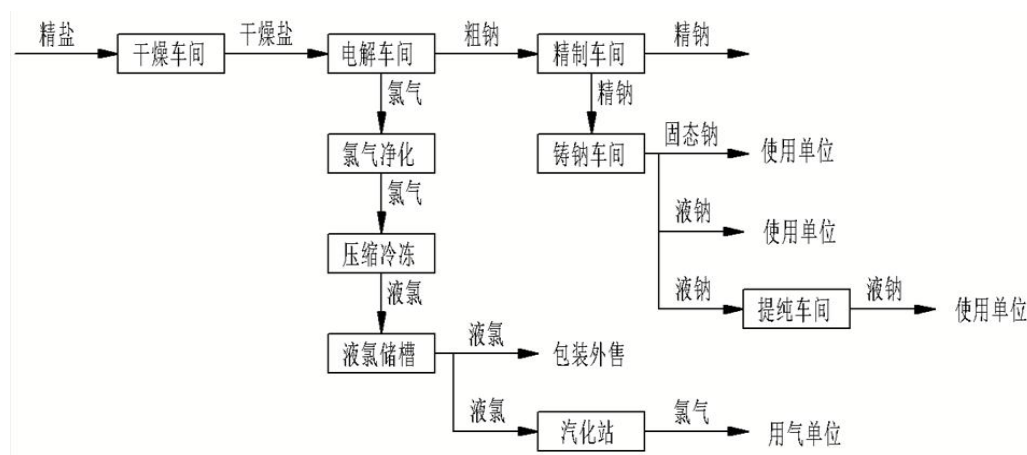 精盐
干燥车间
干燥盐
电解车间
粗钠
精制车间
精钠
氯气
精钠
氯气净化
铸钠车间
固态钠
使用单位
氯气
液钠
使用单位
压缩冷冻
液氯
液钠
提纯车间
液钠
使用单位
液氯储槽
液氯
包装外售
液氯
汽化站
氯气
用气单位